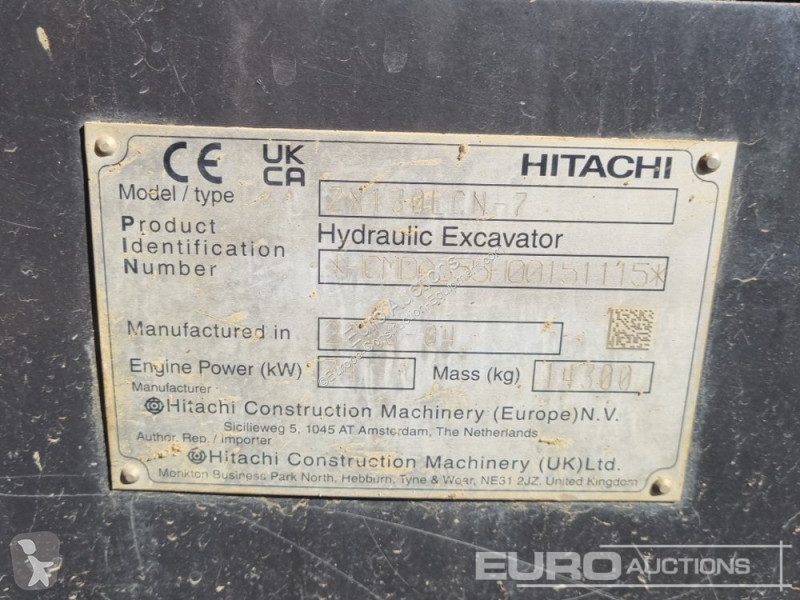 CE UK CA HITACHI
Model / type ZX130LCN-7
Product Hydraulic Excavator
Identification
Number
Manufactured in
Engine Power (kW) Mass (kg) 14300
Manufacturer
Hitachi Construction Machinery (Europe) N.V.
Sicilieweg 5, 1045 AT Amsterdam, The Netherlands
Author. Rep. / importer
Hitachi Construction Machinery (UK) Ltd.
Monkton Business Park North, Hebburn, Tyne & Wear, NE31 2JZ, United Kingdom
EURO AUCTIONS